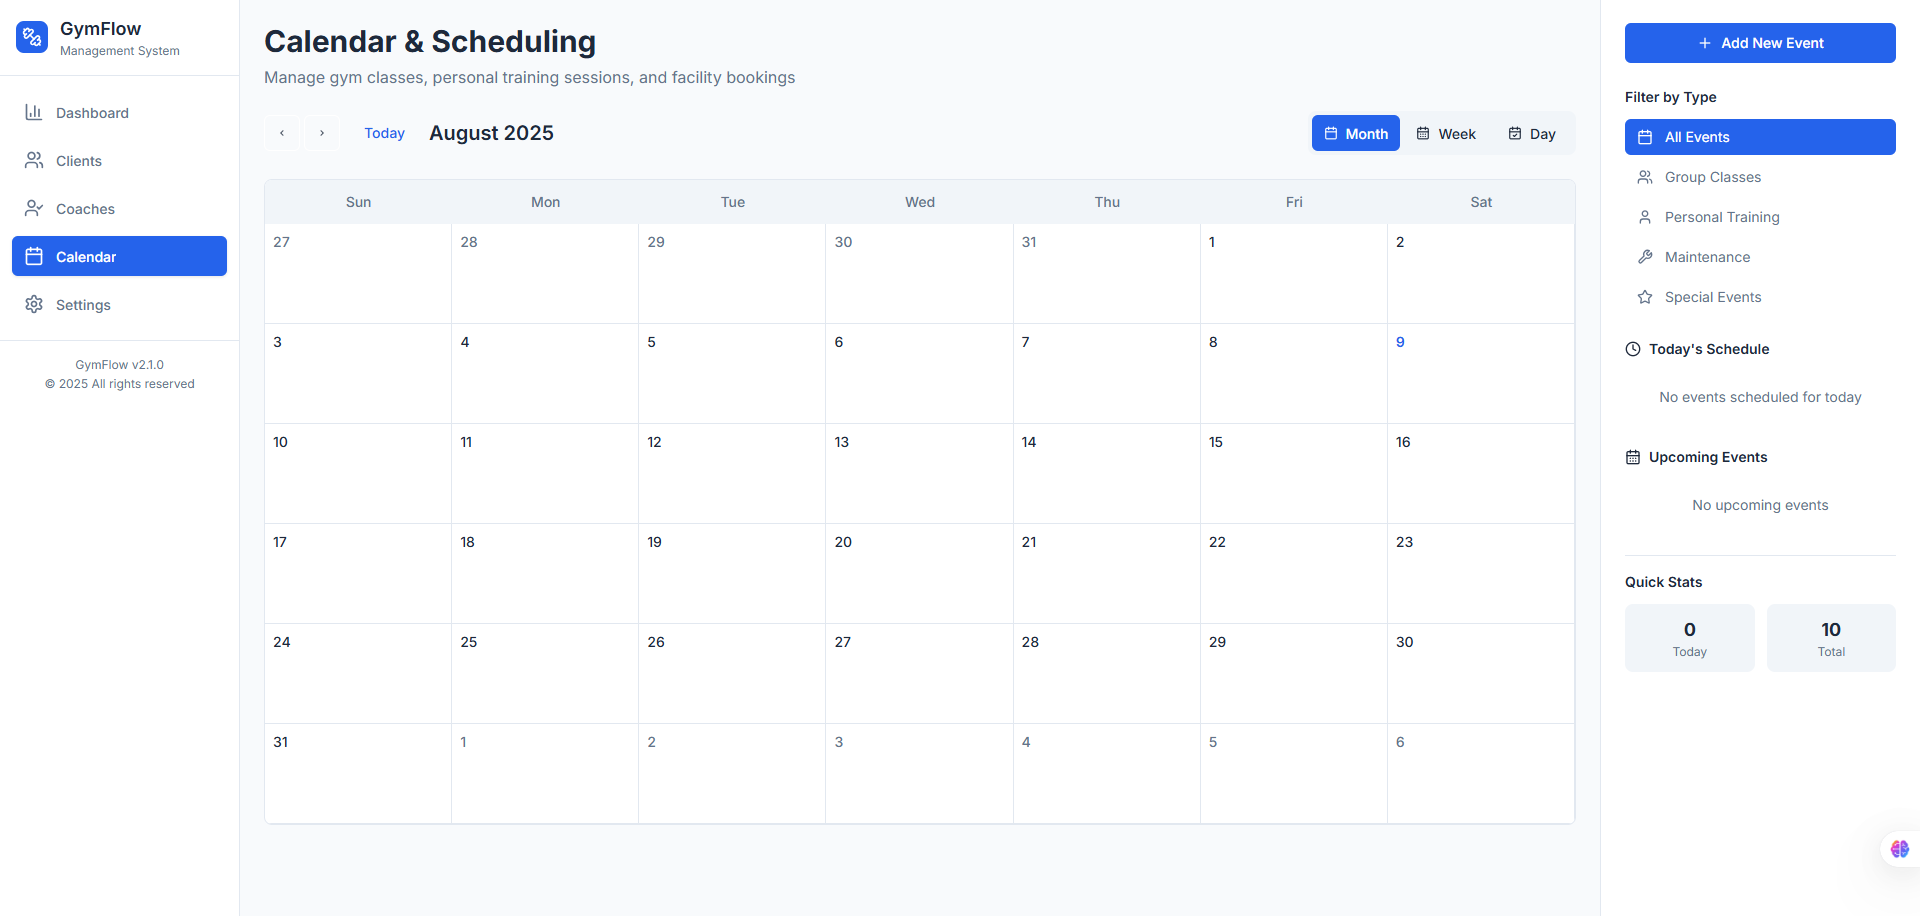 GymFlow
Management System
Dashboard
Clients
Coaches
Calendar
Settings
GymFlow v2.1.0
© 2025 All rights reserved
Calendar & Scheduling
Manage gym classes, personal training sessions, and facility bookings
‹ › Today August 2025 Month Week Day
Sun Mon Tue Wed Thu Fri Sat
27 28 29 30 31 1 2
3 4 5 6 7 8 9
10 11 12 13 14 15 16
17 18 19 20 21 22 23
24 25 26 27 28 29 30
31 1 2 3 4 5 6
Add New Event
Filter by Type
All Events
Group Classes
Personal Training
Maintenance
Special Events
Today's Schedule
No events scheduled for today
Upcoming Events
No upcoming events
Quick Stats
0 10
Today Total